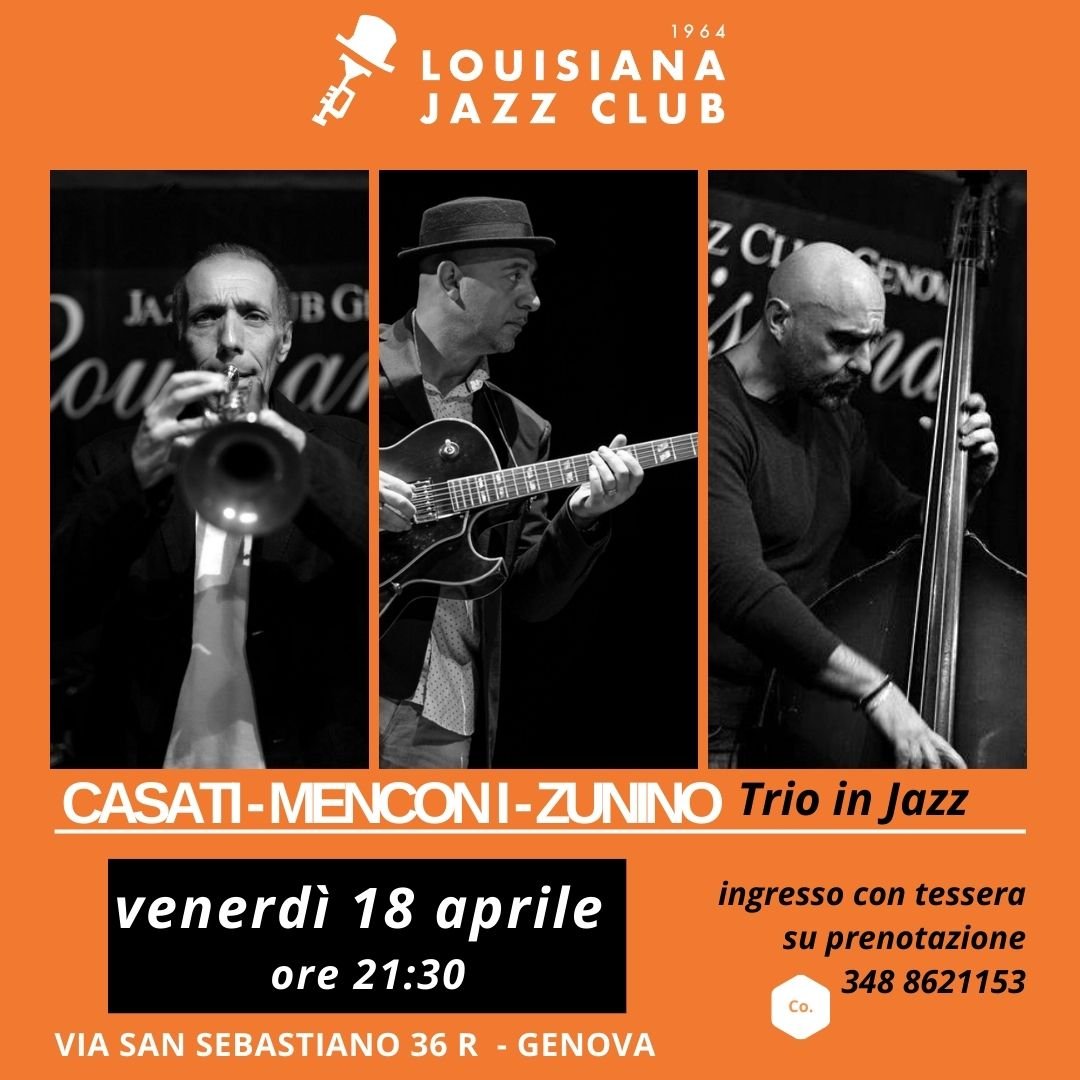 1964
LOUISIANA
JAZZ CLUB
CASATI - MENCONI - ZUNINO Trio in Jazz
venerdì 18 aprile
ore 21:30
ingresso con tessera
su prenotazione
348 8621153
Co.
VIA SAN SEBASTIANO 36 R - GENOVA